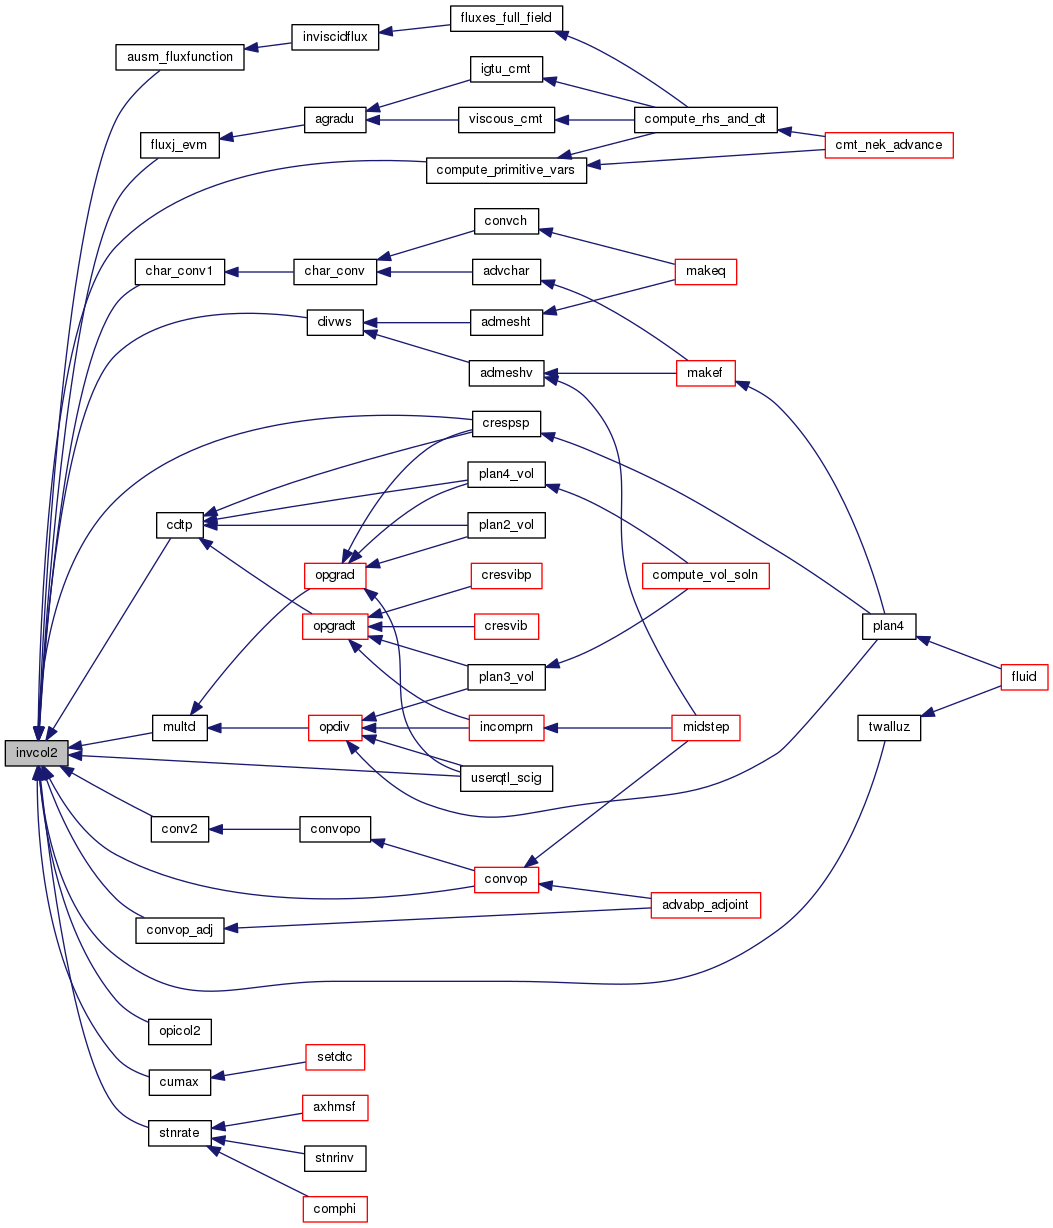 fluxes_full_field
inviscidflux
ausm_fluxfunction
igtu_cmt
agradu
viscous_cmt
compute_rhs_and_dt
fluxj_evm
cmt_nek_advance
compute_primitive_vars
convch
char_conv1
char_conv
advchar
makeq
divws
admesht
admeshv
makef
crespsp
plan4_vol
cdtp
plan2_vol
opgrad
cresvibp
compute_vol_soln
opgradt
cresvib
plan4
plan3_vol
fluid
multd
opdiv
incomprn
midstep
twalluz
invcol2
userqtl_scig
conv2
convopo
convop
advabp_adjoint
convop_adj
opicol2
setdtc
cumax
axhmsf
stnrate
stnrinv
comphi